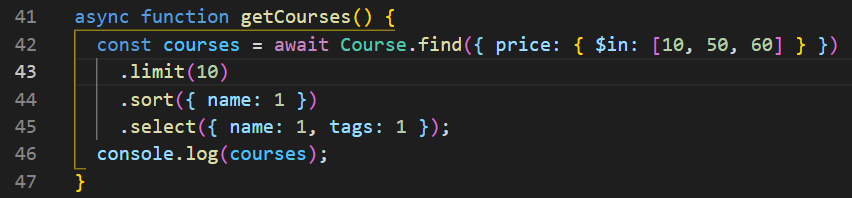 41 async function getCourses() {
42 const courses = await Course.find({ price: { $in: [10, 50, 60] } })
43 .limit(10)
44 .sort({ name: 1 })
45 .select({ name: 1, tags: 1 });
46 console.log(courses);
47 }